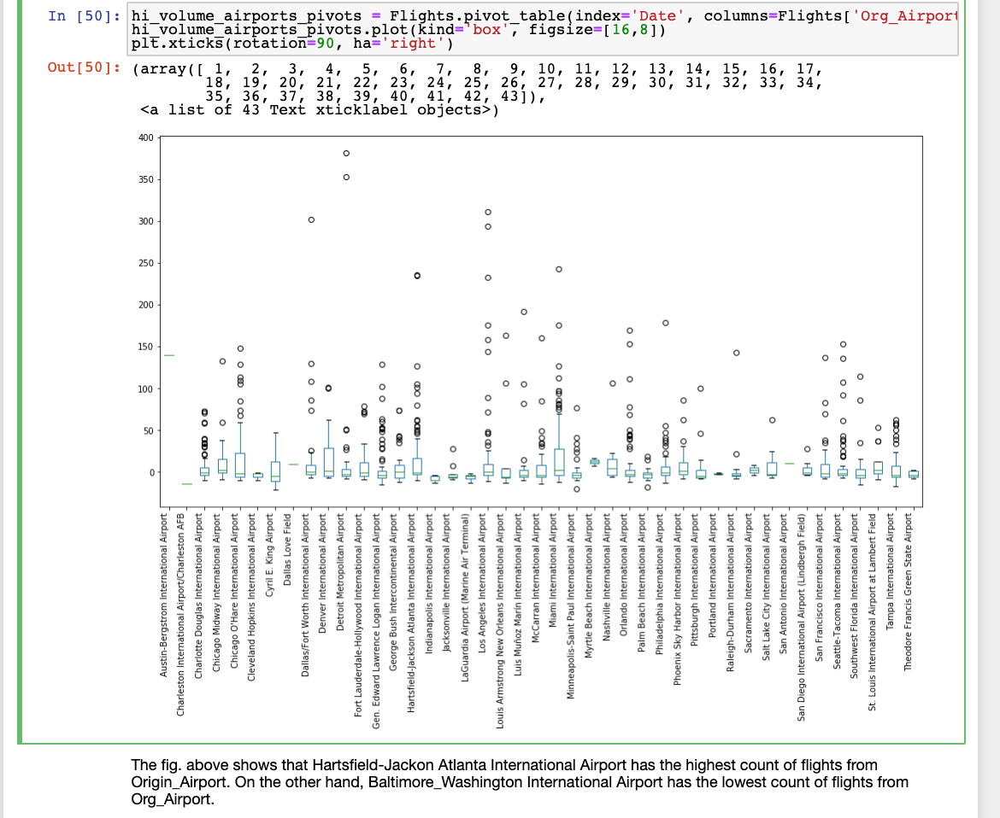 In [50]: hi_volume_airports_pivots = Flights.pivot_table(index='Date', columns=Flights['Org_Airport
hi_volume_airports_pivots.plot(kind='box', figsize=[16,8])
plt.xticks(rotation=90, ha='right')
Out[50]: (array([ 1, 2, 3, 4, 5, 6, 7, 8, 9, 10, 11, 12, 13, 14, 15, 16, 17,
18, 19, 20, 21, 22, 23, 24, 25, 26, 27, 28, 29, 30, 31, 32, 33, 34,
35, 36, 37, 38, 39, 40, 41, 42, 43]),
<a list of 43 Text xticklabel objects>)
400
350
300
250
200
150
100
50
0
Austin-Bergstrom International Airport
Charleston International Airport/Charleston AFB
Charlotte Douglas International Airport
Chicago Midway International Airport
Chicago O'Hare International Airport
Cleveland Hopkins International Airport
Cyril E. King Airport
Dallas Love Field
Dallas/Fort Worth International Airport
Denver International Airport
Detroit Metropolitan Airport
Fort Lauderdale-Hollywood International Airport
Gen. Edward Lawrence Logan International Airport
George Bush Intercontinental Airport
Hartsfield-Jackson Atlanta International Airport
Indianapolis International Airport
Jacksonville International Airport
LaGuardia Airport (Marine Air Terminal)
Los Angeles International Airport
Louis Armstrong New Orleans International Airport
Luis Muñoz Marín International Airport
McCarran International Airport
Miami International Airport
Minneapolis-Saint Paul International Airport
Myrtle Beach International Airport
Nashville International Airport
Orlando International Airport
Palm Beach International Airport
Philadelphia International Airport
Phoenix Sky Harbor International Airport
Pittsburgh International Airport
Portland International Airport
Raleigh-Durham International Airport
Sacramento International Airport
Salt Lake City International Airport
San Antonio International Airport
San Diego International Airport (Lindbergh Field)
San Francisco International Airport
Seattle-Tacoma International Airport
Southwest Florida International Airport
St. Louis International Airport at Lambert Field
Tampa International Airport
Theodore Francis Green State Airport
The fig. above shows that Hartsfield-Jackon Atlanta International Airport has the highest count of flights from
Origin_Airport. On the other hand, Baltimore_Washington International Airport has the lowest count of flights from
Org_Airport.